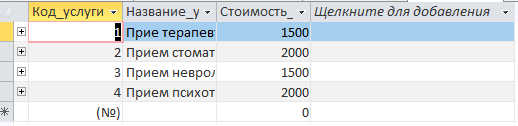 Код_услуги Название_у Стоимость_ Щелкните для добавления
1 Прие терапев 1500
2 Прием стомат 2000
3 Прием неврол 1500
4 Прием психот 2000
(№) 0